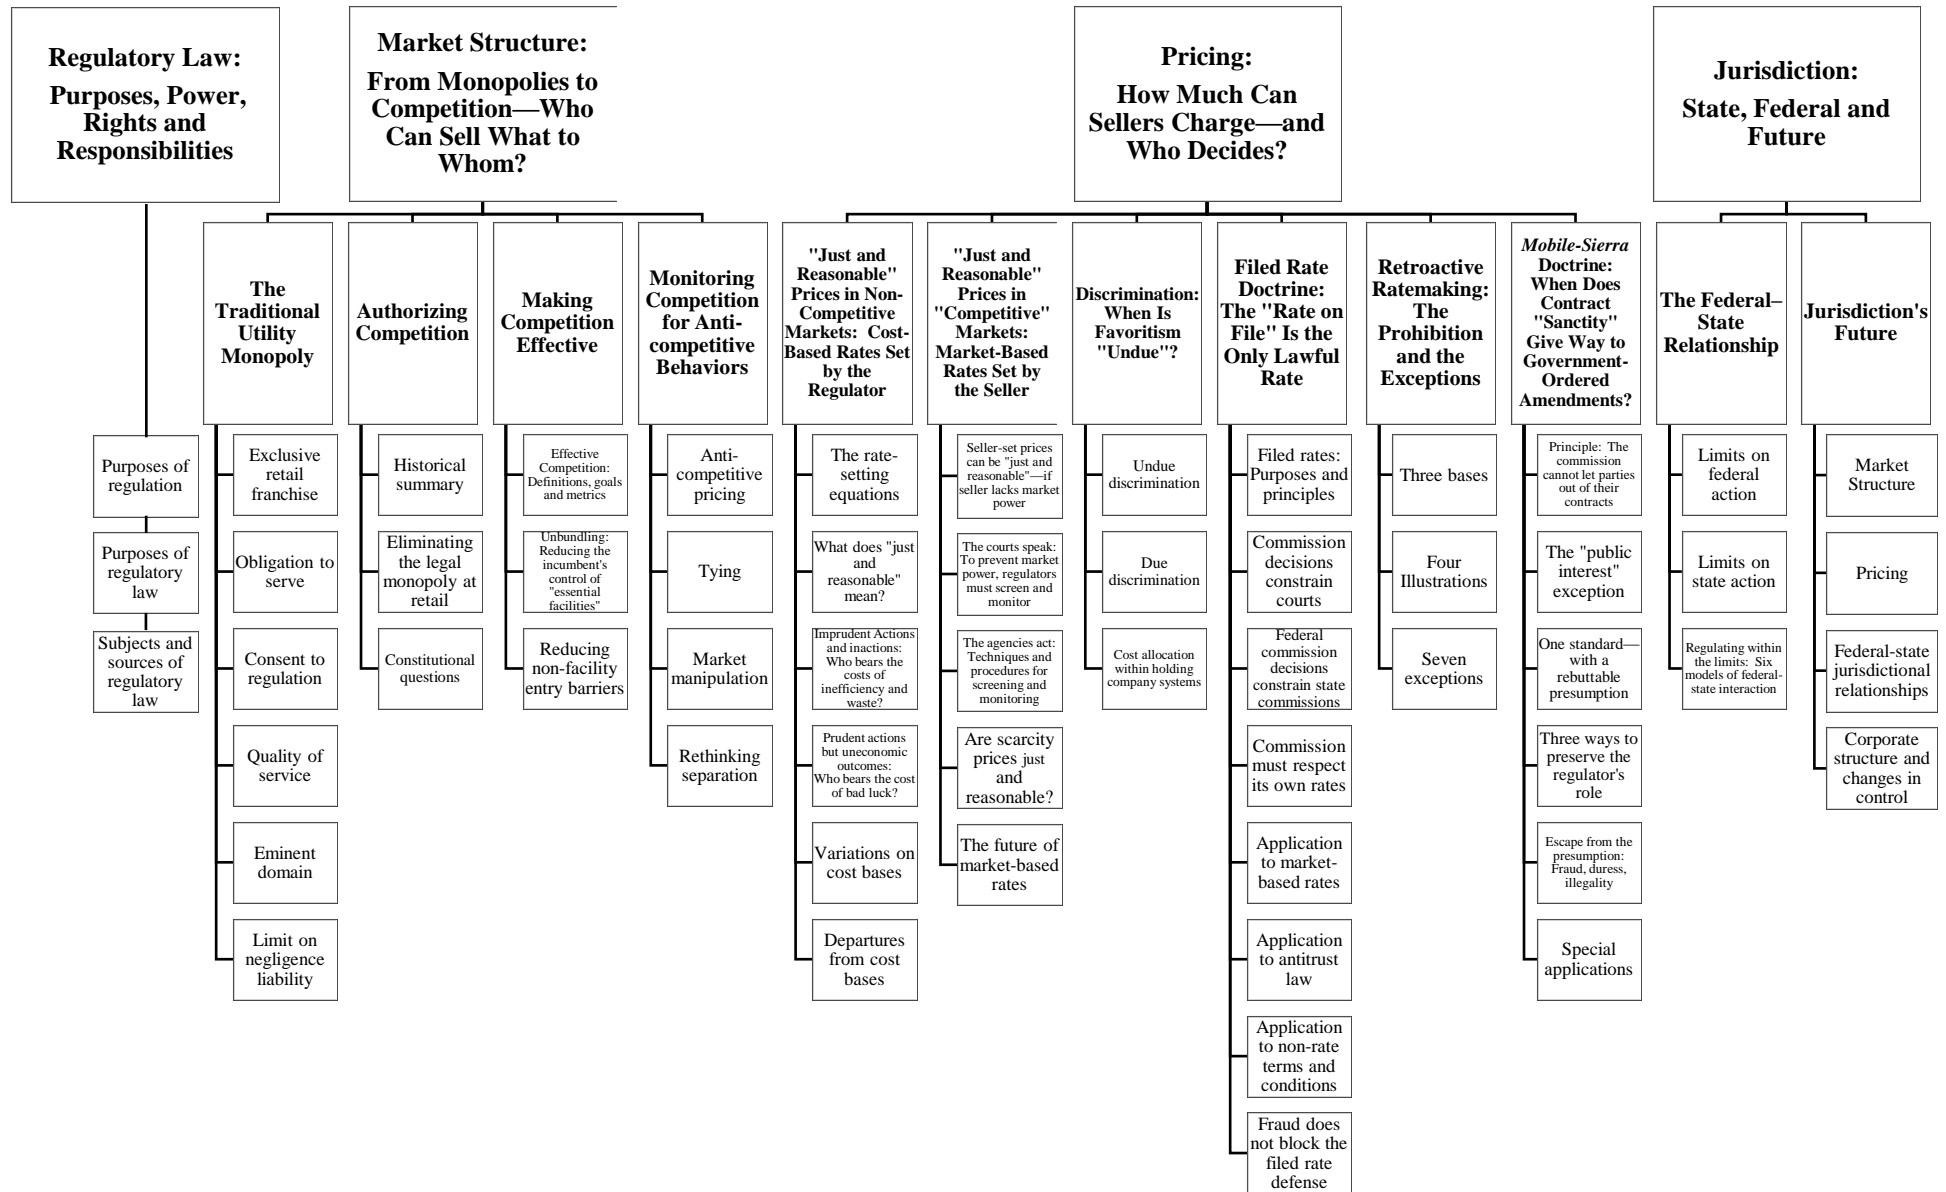 Regulatory Law:
Purposes, Power,
Rights and
Responsibilities
Market Structure:
From Monopolies to
Competition—Who
Can Sell What to
Whom?
Pricing:
How Much Can
Sellers Charge—and
Who Decides?
Jurisdiction:
State, Federal and
Future
Purposes of
regulation
Purposes of
regulatory
law
Subjects and
sources of
regulatory
law
The
Traditional
Utility
Monopoly
Exclusive
retail
franchise
Obligation to
serve
Consent to
regulation
Quality of
service
Eminent
domain
Limit on
negligence
liability
Authorizing
Competition
Historical
summary
Eliminating
the legal
monopoly at
retail
Constitutional
questions
Making
Competition
Effective
Effective
Competition:
Definitions, goals
and metrics
Unbundling:
Reducing the
incumbent's
control of
"essential
facilities"
Reducing
non-facility
entry barriers
Monitoring
Competition
for Anti-
competitive
Behaviors
Anti-
competitive
pricing
Tying
Market
manipulation
Rethinking
separation
"Just and
Reasonable"
Prices in Non-
Competitive
Markets: Cost-
Based Rates Set
by the
Regulator
The rate-
setting
equations
What does "just
and
reasonable"
mean?
Imprudent Actions
and inactions:
Who bears the
costs of
inefficiency and
waste?
Prudent actions
but uneconomic
outcomes:
Who bears the cost
of bad luck?
Variations on
cost bases
Departures
from cost
bases
"Just and
Reasonable"
Prices in
"Competitive"
Markets:
Market-Based
Rates Set by
the Seller
Seller-set prices
can be "just and
reasonable"—if
seller lacks market
power
The courts speak:
To prevent market
power, regulators
must screen and
monitor
The agencies act:
Techniques and
procedures for
screening and
monitoring
Are scarcity
prices just
and
reasonable?
The future of
market-based
rates
Discrimination:
When Is
Favoritism
"Undue"?
Undue
discrimination
Due
discrimination
Cost allocation
within holding
company systems
Filed Rate
Doctrine:
The "Rate on
File" Is the
Only Lawful
Rate
Filed rates:
Purposes and
principles
Commission
decisions
constrain
courts
Federal
commission
decisions
constrain state
commissions
Commission
must respect
its own rates
Application
to market-
based rates
Application
to antitrust
law
Application
to non-rate
terms and
conditions
Fraud does
not block the
filed rate
defense
Retroactive
Ratemaking:
The
Prohibition
and the
Exceptions
Three bases
Four
Illustrations
Seven
exceptions
Mobile-Sierra
Doctrine:
When Does
Contract
"Sanctity"
Give Way to
Government-
Ordered
Amendments?
Principle: The
commission
cannot let parties
out of their
contracts
The "public
interest"
exception
One standard—
with a
rebuttable
presumption
Three ways to
preserve the
regulator's
role
Escape from the
presumption:
Fraud, duress,
illegality
Special
applications
The Federal–
State
Relationship
Limits on
federal
action
Limits on
state action
Regulating within
the limits: Six
models of federal-
state interaction
Jurisdiction's
Future
Market
Structure
Pricing
Federal-state
jurisdictional
relationships
Corporate
structure and
changes in
control